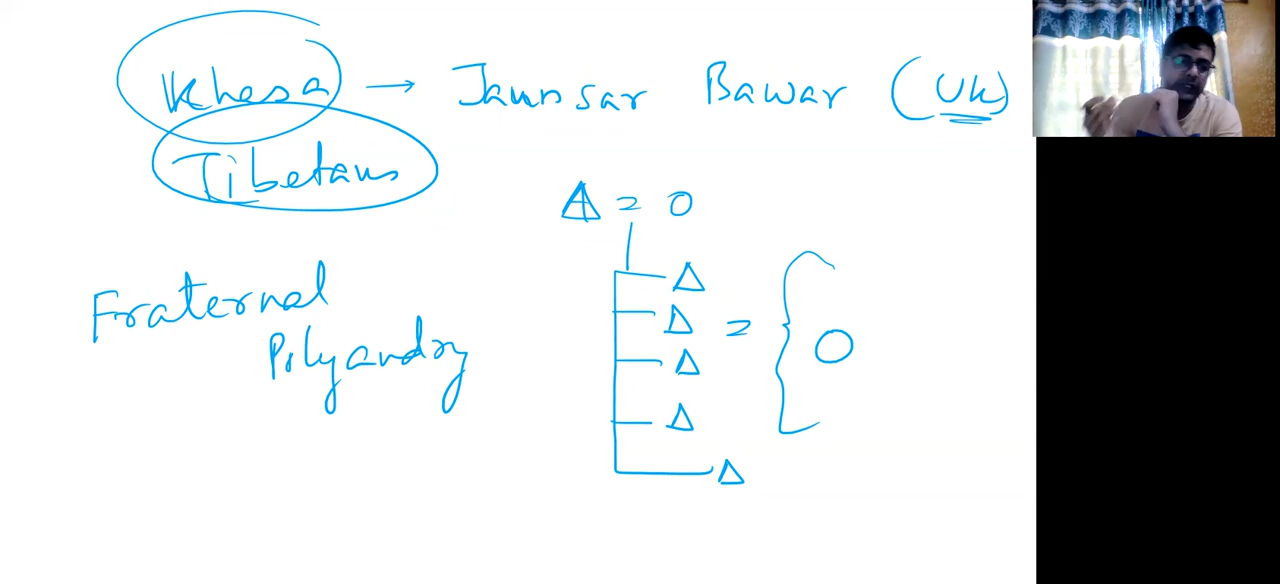 Khasa → Jaunsar Bawar (UK)
Tibetans
Δ = O
Δ
Δ = { O
Δ
Δ
Δ
Fraternal
Polyandry